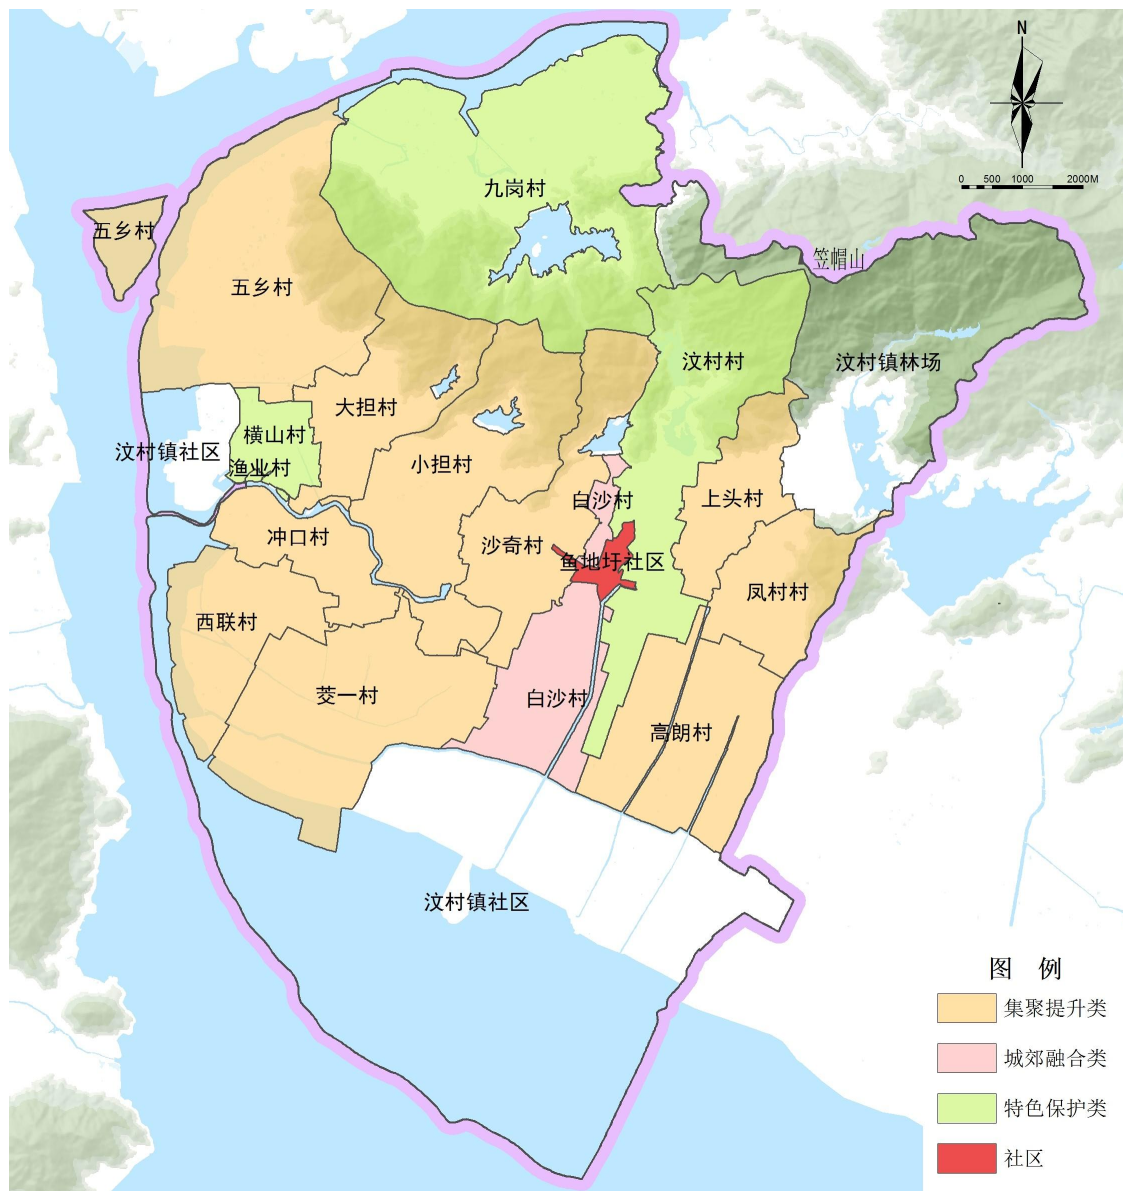 N
0 500 1000 2000M
九岗村
五乡村
笠帽山
五乡村
汶村村
汶村镇林场
大担村
横山村
汶村镇社区
渔业村
小担村
白沙村
上头村
冲口村
沙奇村
鱼地圩社区
凤村村
西联村
茭一村
白沙村
高朗村
汶村镇社区
图 例
集聚提升类
城郊融合类
特色保护类
社区